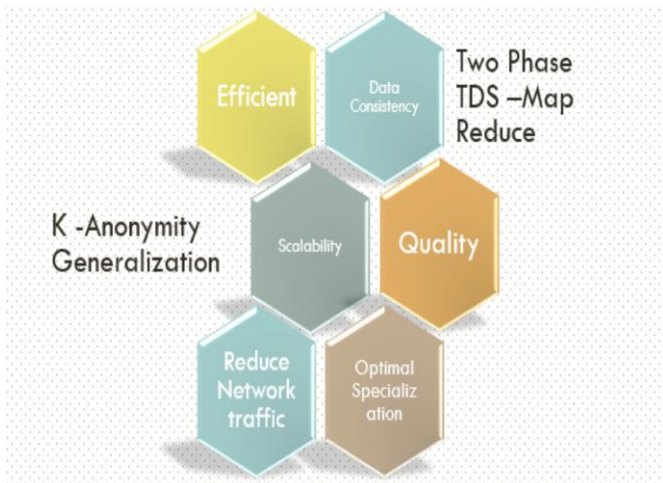 Efficient
Data
Consistency
Two Phase
TDS –Map
Reduce
K -Anonymity
Generalization
Scalability
Quality
Reduce
Network
traffic
Optimal
Specializ
ation